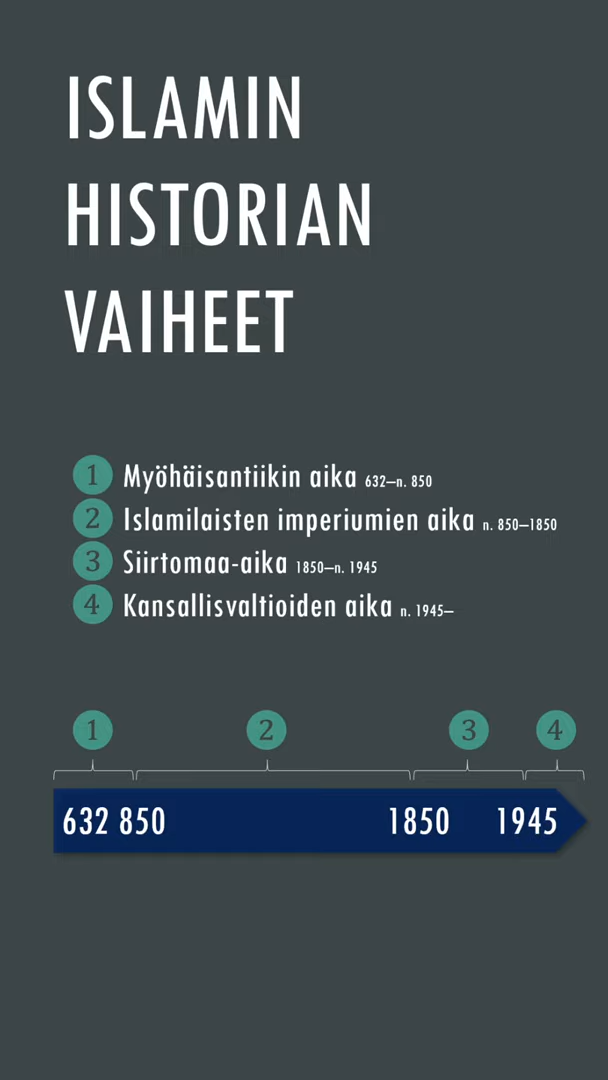 ISLAMIN
HISTORIAN
VAIHEET
1 Myöhäisantiikin aika 632–n. 850
2 Islamilaisten imperiumien aika n. 850–1850
3 Siirtomaa-aika 1850–n. 1945
4 Kansallisvaltioiden aika n. 1945–
1 2 3 4
632 850 1850 1945